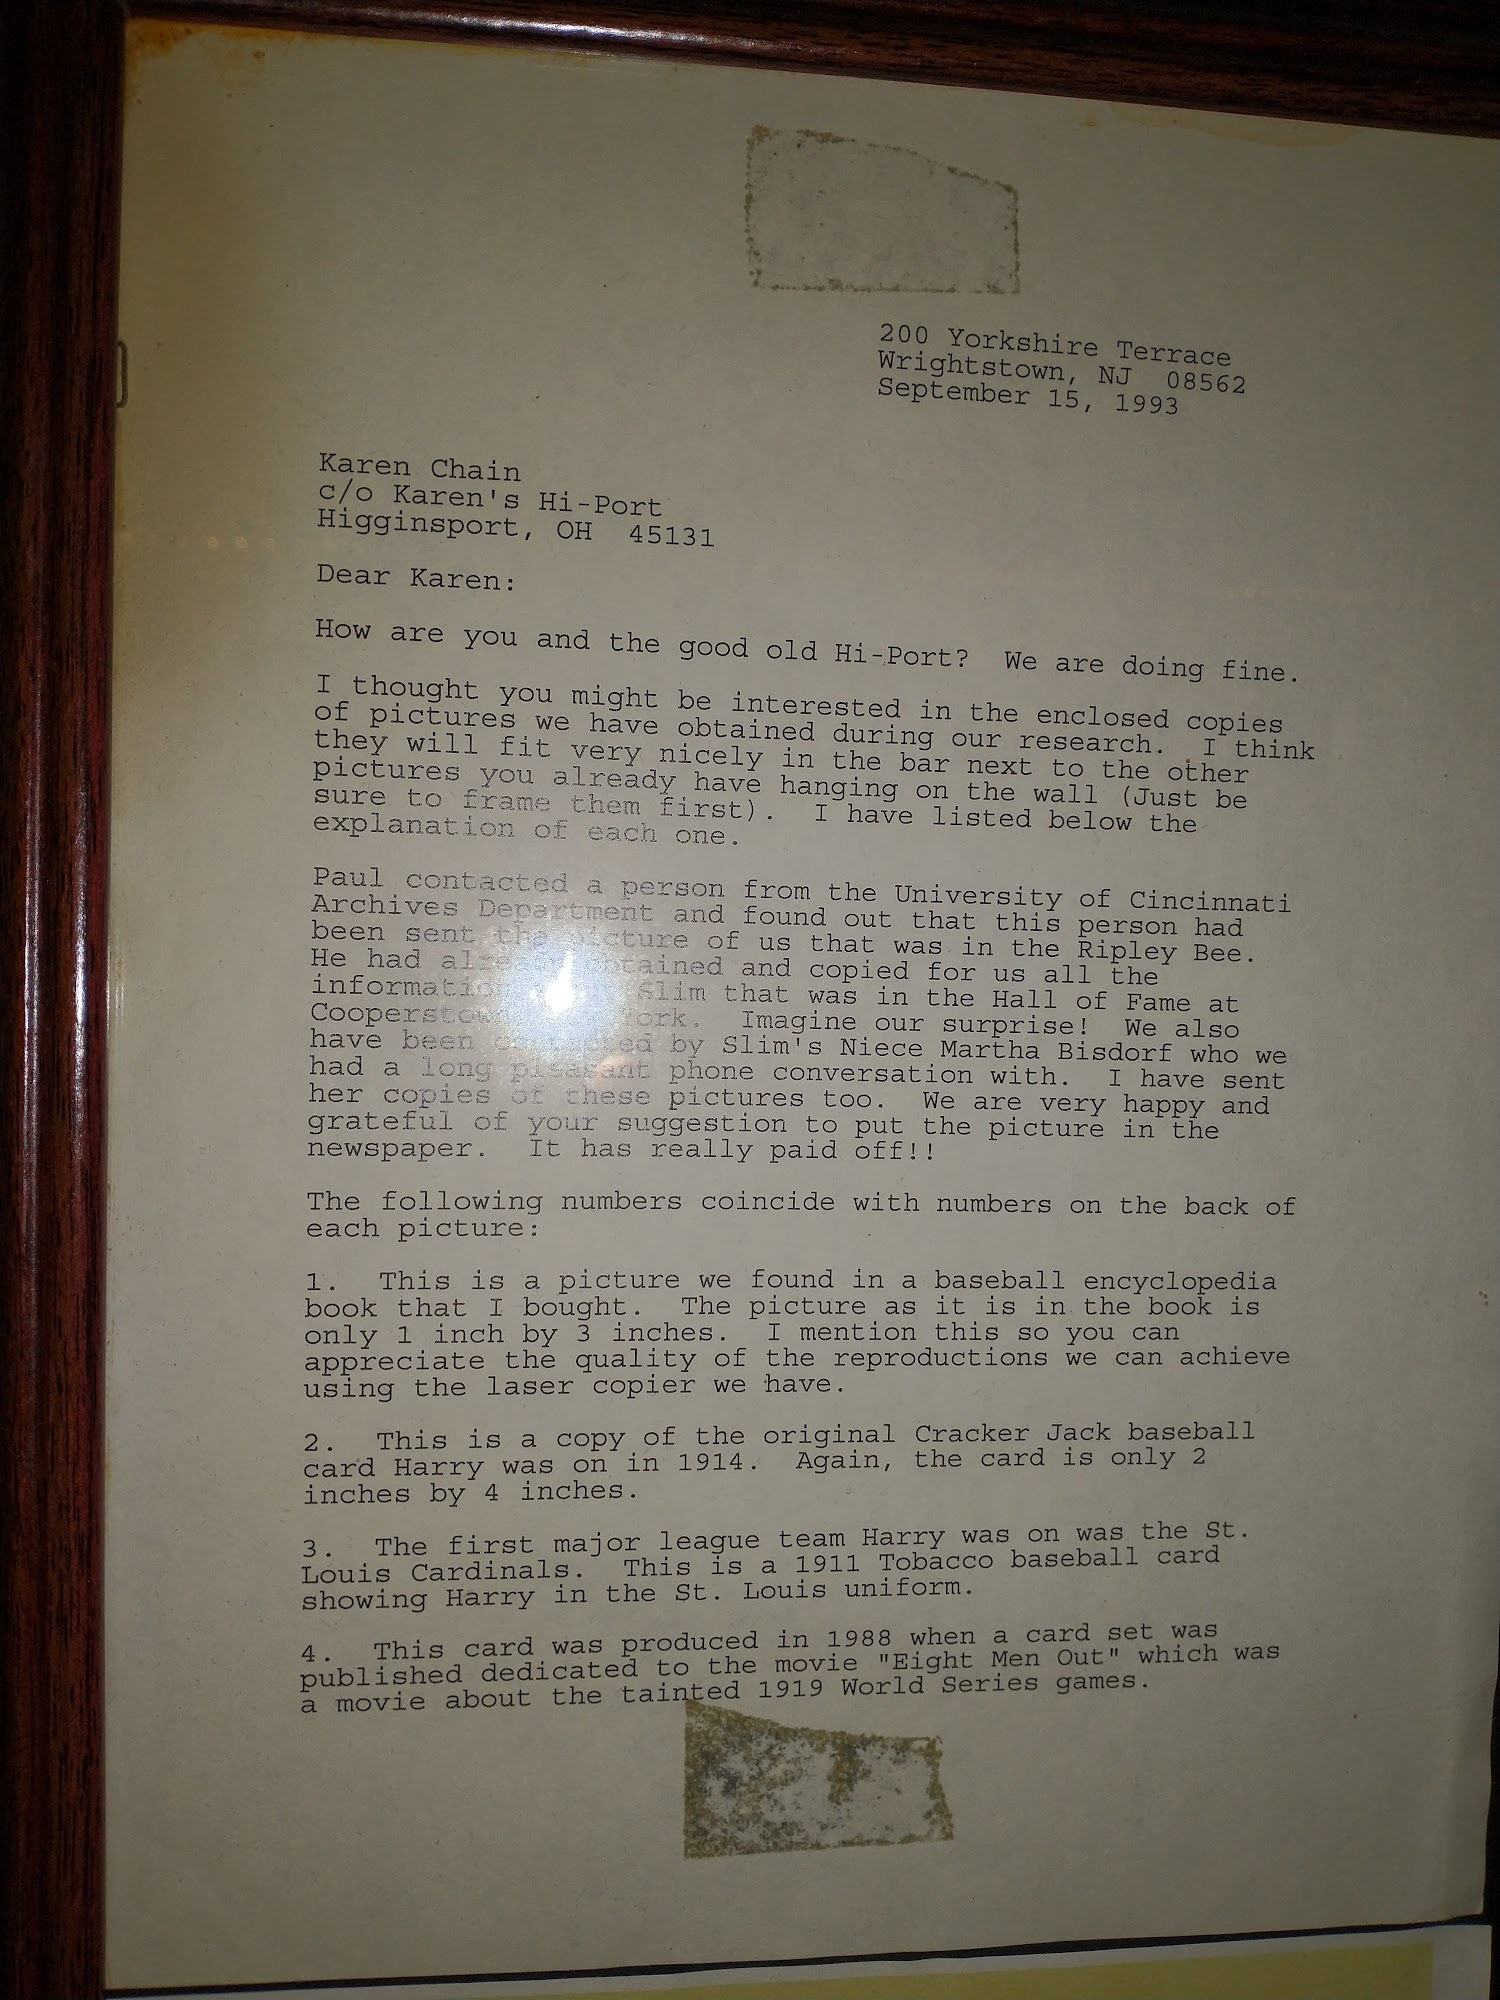 200 Yorkshire Terrace
Wrightstown, NJ  08562
September 15, 1993
Karen Chain
c/o Karen's Hi-Port
Higginsport, OH  45131
Dear Karen:
How are you and the good old Hi-Port?  We are doing fine.
I thought you might be interested in the enclosed copies
of pictures we have obtained during our research.  I think
they will fit very nicely in the bar next to the other
pictures you already have hanging on the wall (Just be
sure to frame them first).  I have listed below the
explanation of each one.
Paul contacted a person from the University of Cincinnati
Archives Department and found out that this person had
been sent the picture of us that was in the Ripley Bee.
He had already obtained and copied for us all the
information Slim that was in the Hall of Fame at
Cooperstown York.  Imagine our surprise!  We also
have been contacted by Slim's Niece Martha Bisdorf who we
had a long pleasant phone conversation with.  I have sent
her copies of these pictures too.  We are very happy and
grateful of your suggestion to put the picture in the
newspaper.  It has really paid off!!
The following numbers coincide with numbers on the back of
each picture:
1.  This is a picture we found in a baseball encyclopedia
book that I bought.  The picture as it is in the book is
only 1 inch by 3 inches.  I mention this so you can
appreciate the quality of the reproductions we can achieve
using the laser copier we have.
2.  This is a copy of the original Cracker Jack baseball
card Harry was on in 1914.  Again, the card is only 2
inches by 4 inches.
3.  The first major league team Harry was on was the St.
Louis Cardinals.  This is a 1911 Tobacco baseball card
showing Harry in the St. Louis uniform.
4.  This card was produced in 1988 when a card set was
published dedicated to the movie "Eight Men Out" which was
a movie about the tainted 1919 World Series games.